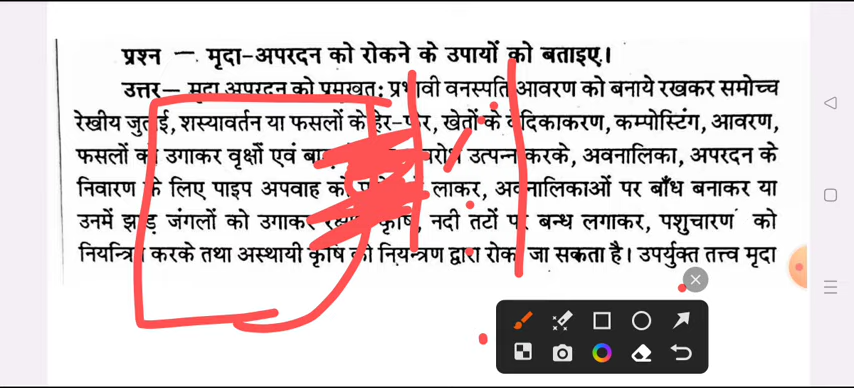 प्रश्न — मृदा-अपरदन को रोकने के उपायों को बताइए।
उत्तर— मृदा अपरदन को प्रमुखत: प्रभावी वनस्पति आवरण को बनाये रखकर समोच्च
रेखीय जुताई, शस्यावर्तन या फसलों के हेर-फेर, खेतों के वेदिकाकरण, कम्पोस्टिंग, आवरण,
फसलों को उगाकर वृक्षों एवं उत्पन्न करके, अवनालिका, अपरदन के
निवारण के लिए पाइप अपवाह को लाकर, अवनालिकाओं पर बाँध बनाकर या
उनमें झाड़ जंगलों को उगाकर कृषि, नदी तटों पर बन्ध लगाकर, पशुचारण को
नियन्त्रित करके तथा अस्थायी कृषि को नियन्त्रण द्वारा रोका जा सकता है। उपर्युक्त तत्त्व मृदा